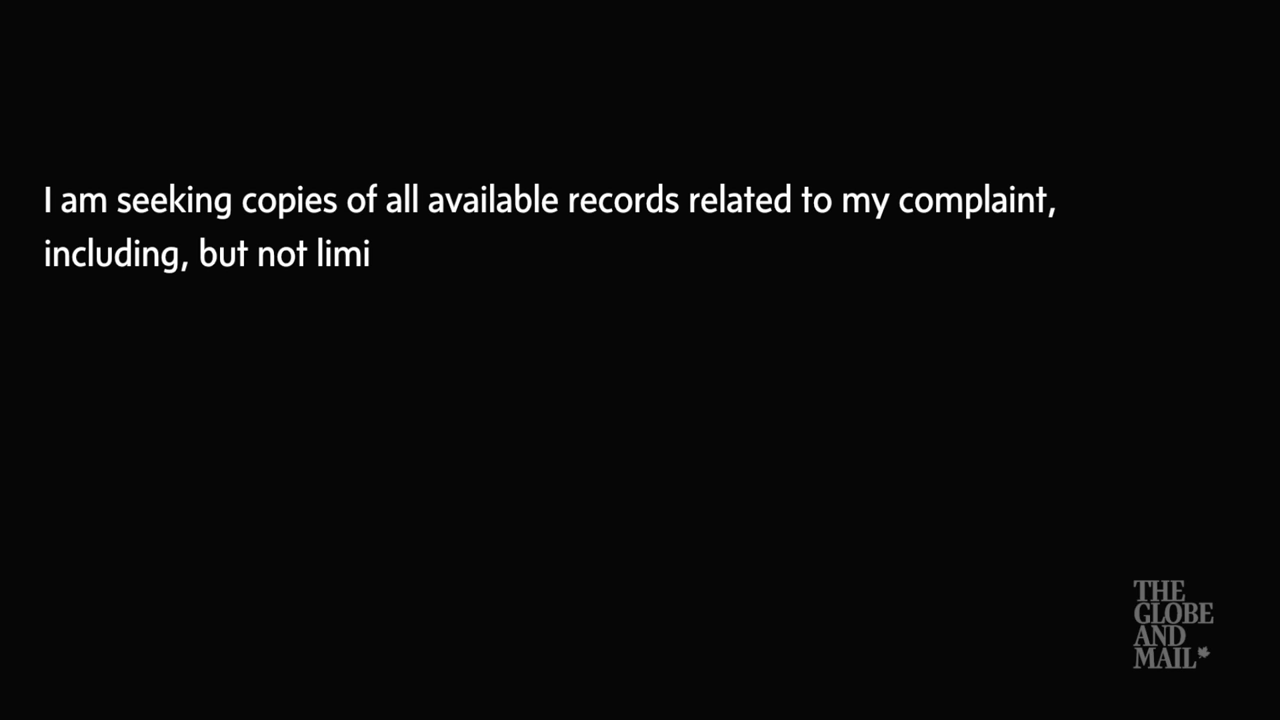 I am seeking copies of all available records related to my complaint,
including, but not limi
THE
GLOBE
AND
MAIL